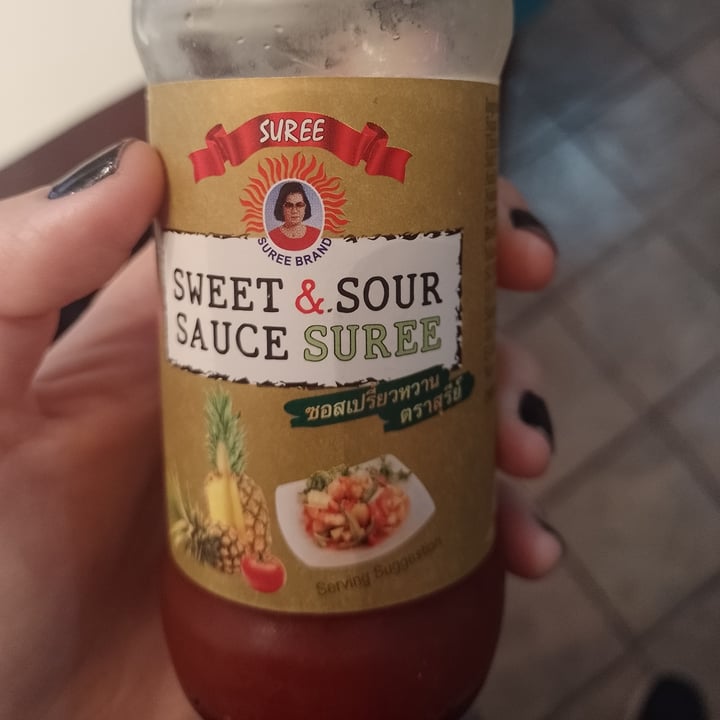 SUREE
SUREE BRAND
SWEET & SOUR
SAUCE SUREE
ซอสเปรี้ยวหวาน
ตราสุรีย์
Serving Suggestion